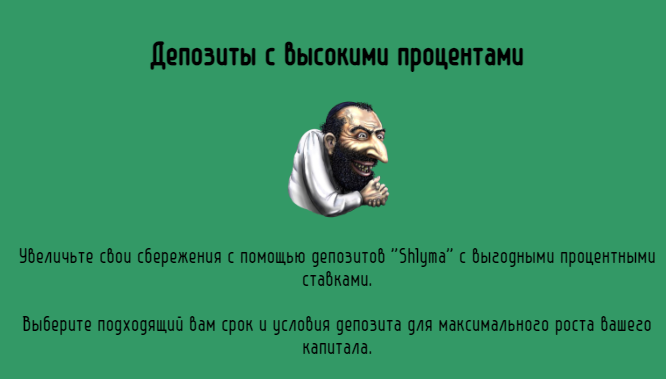 Депозиты с высокими процентами
Увеличьте свои сбережения с помощью депозитов "Shlyma" с выгодными процентными
ставками.
Выберите подходящий вам срок и условия депозита для максимального роста вашего
капитала.